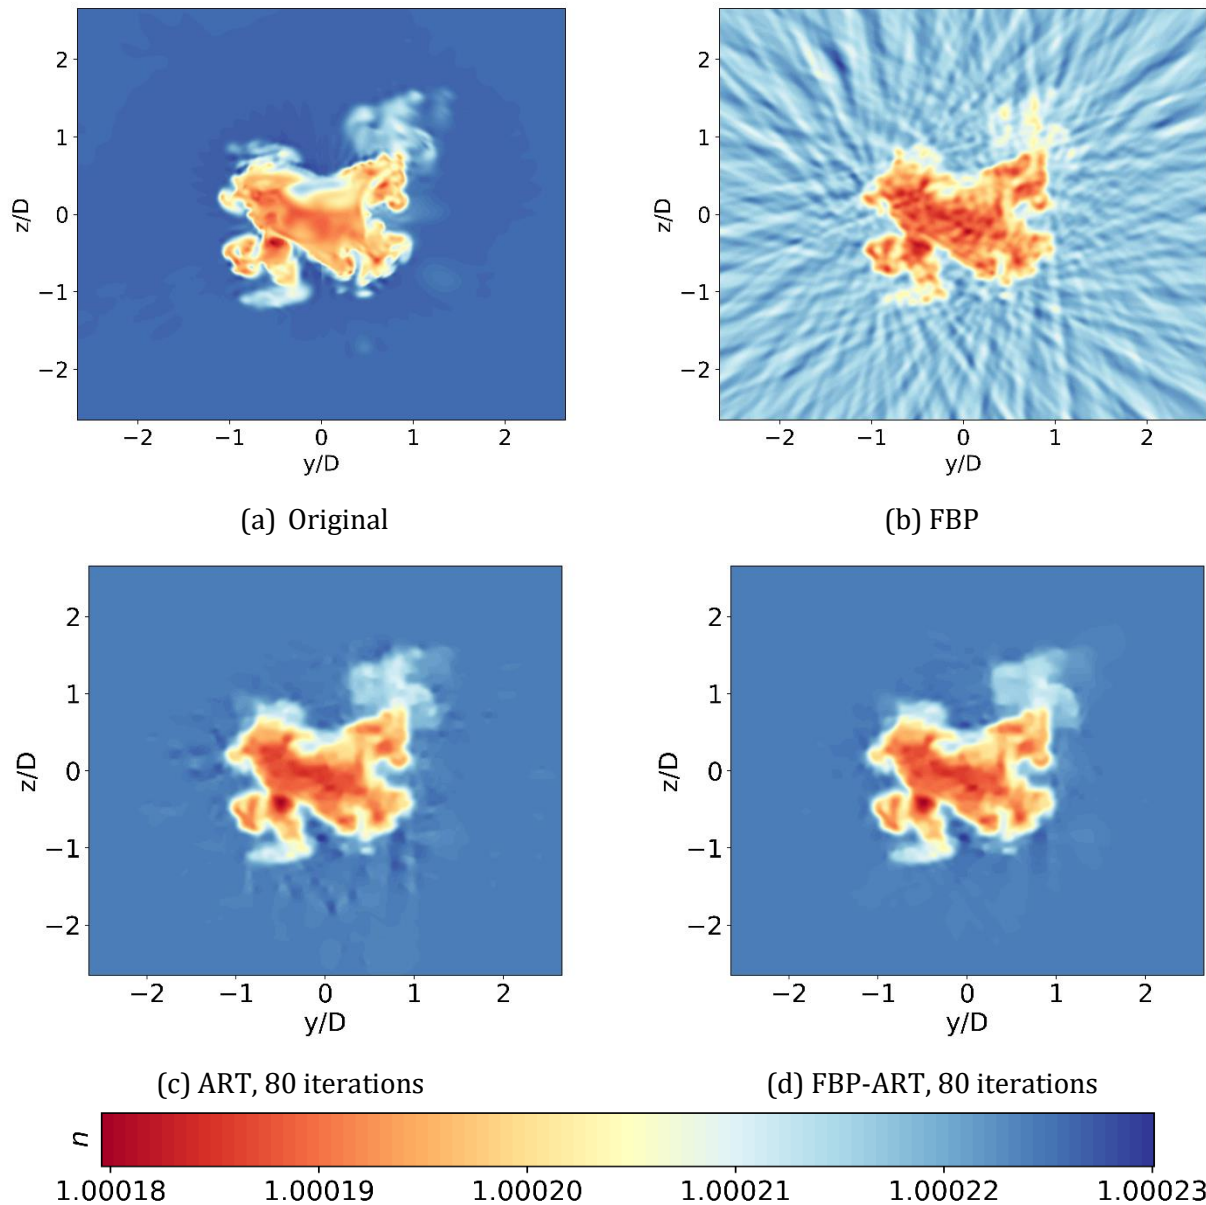 2
1
0
−1
−2
z/D
−2 −1 0 1 2
y/D
(a) Original
2
1
0
−1
−2
z/D
−2 −1 0 1 2
y/D
(b) FBP
2
1
0
−1
−2
z/D
−2 −1 0 1 2
y/D
(c) ART, 80 iterations
2
1
0
−1
−2
z/D
−2 −1 0 1 2
y/D
(d) FBP-ART, 80 iterations
n
1.00018 1.00019 1.00020 1.00021 1.00022 1.00023